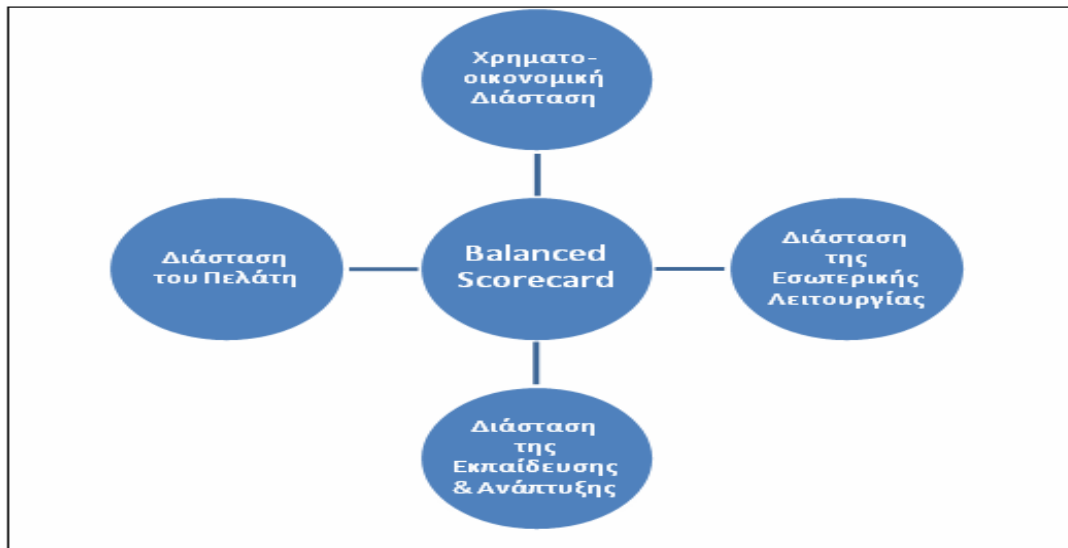 Χρηματο-
οικονομική
Διάσταση
Διάσταση
του Πελάτη
Balanced
Scorecard
Διάσταση
της
Εσωπερικής
Λειτουργίας
Διάσταση
της
Εκπαίδευσης
& Ανάπτυξης